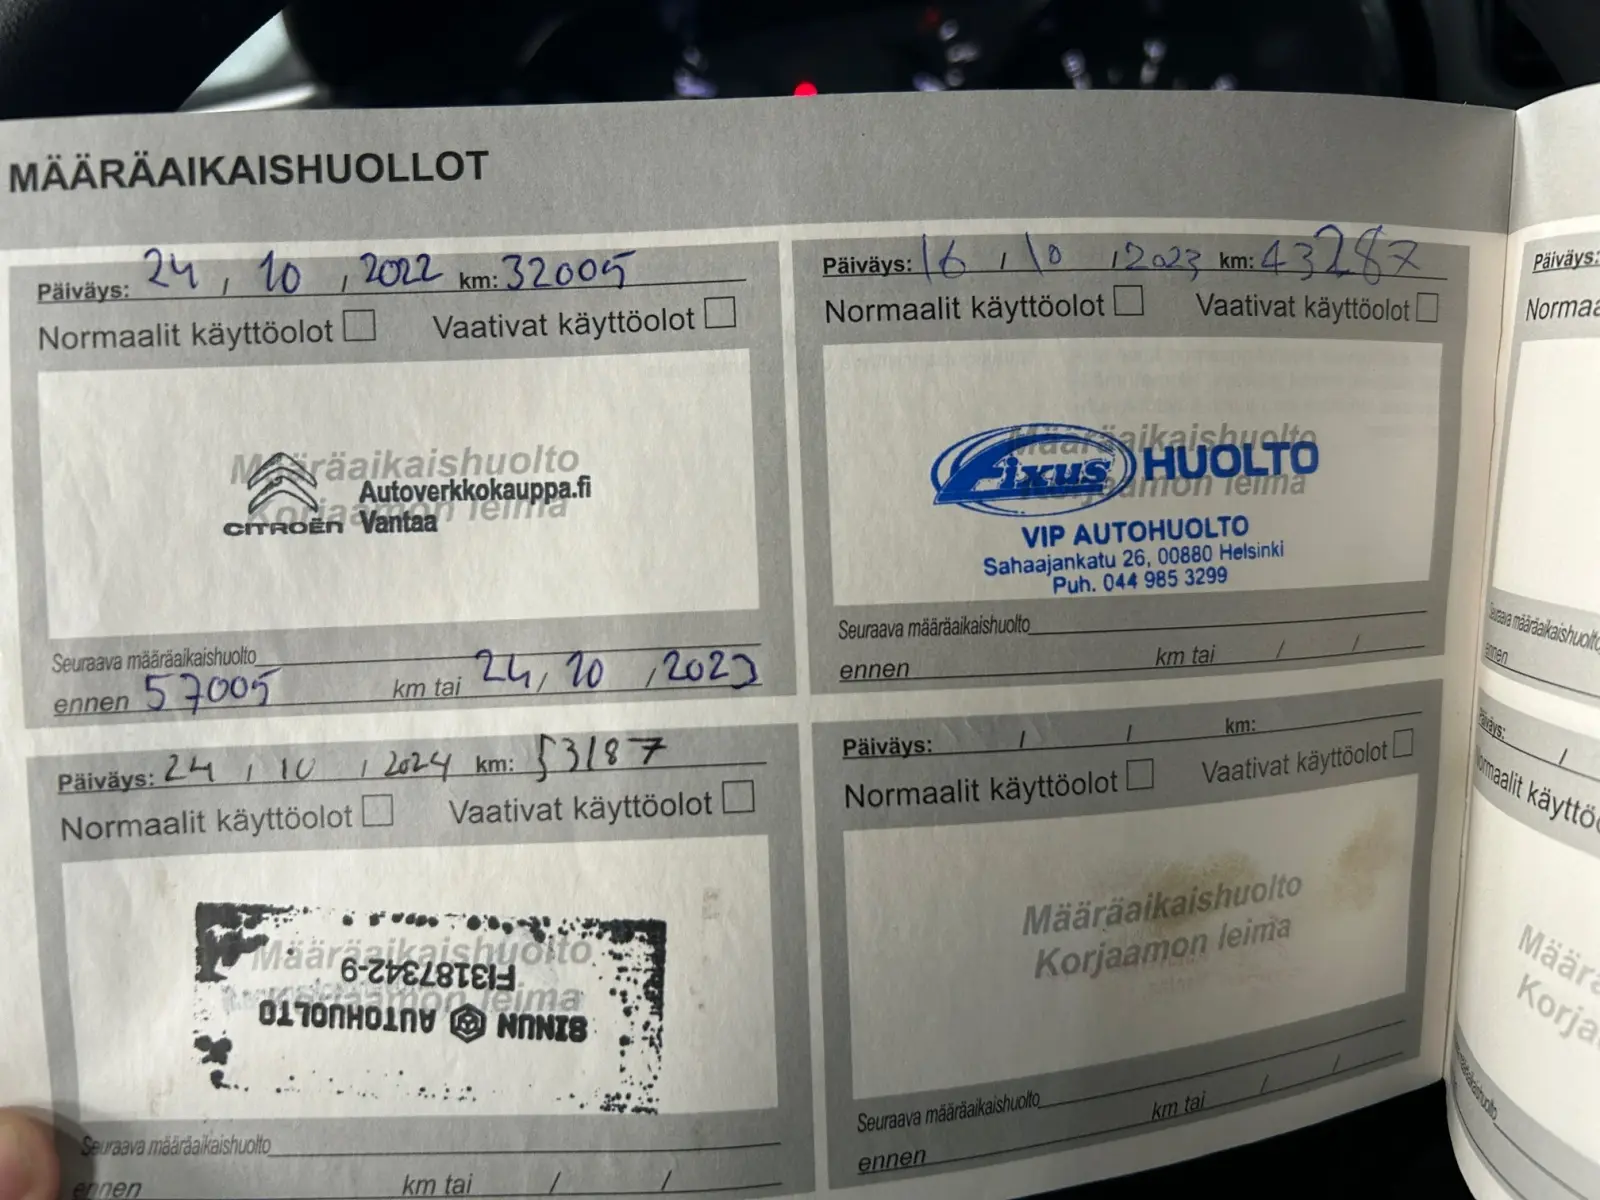 MÄÄRÄAIKAISHUOLLOT
Päiväys: 24 , 10 , 2022 km: 32005
Normaalit käyttöolot Vaativat käyttöolot
Määräaikaishuolto
Korjaamon leima
CITROËN
Autoverkkokauppa.fi
Vantaa
Seuraava määräaikaishuolto
ennen 57005 km tai 24, 10 , 2023
Päiväys: 16 , 10 , 2023 km: 43287
Normaalit käyttöolot Vaativat käyttöolot
Määräaikaishuolto
Korjaamon leima
Fixus HUOLTO
VIP AUTOHUOLTO
Sahaajankatu 26, 00880 Helsinki
Puh. 044 985 3299
Seuraava määräaikaishuolto
ennen km tai / /
Päiväys: 24 / 10 / 2024 km: 53187
Normaalit käyttöolot Vaativat käyttöolot
Määräaikaishuolto
Korjaamon leima
SINUN AUTOHUOLTO
FI3187342-9
Seuraava määräaikaishuolto
ennen km tai / /
Päiväys: / / km:
Normaalit käyttöolot Vaativat käyttöolot
Määräaikaishuolto
Korjaamon leima
Seuraava määräaikaishuolto
ennen km tai / /
Päiväys:
Normaa
Seuraava määräaikaishuolto
ennen
Päiväys: /
Normaalit käyttöo
Määrä
Korja
määräaikaishuolto